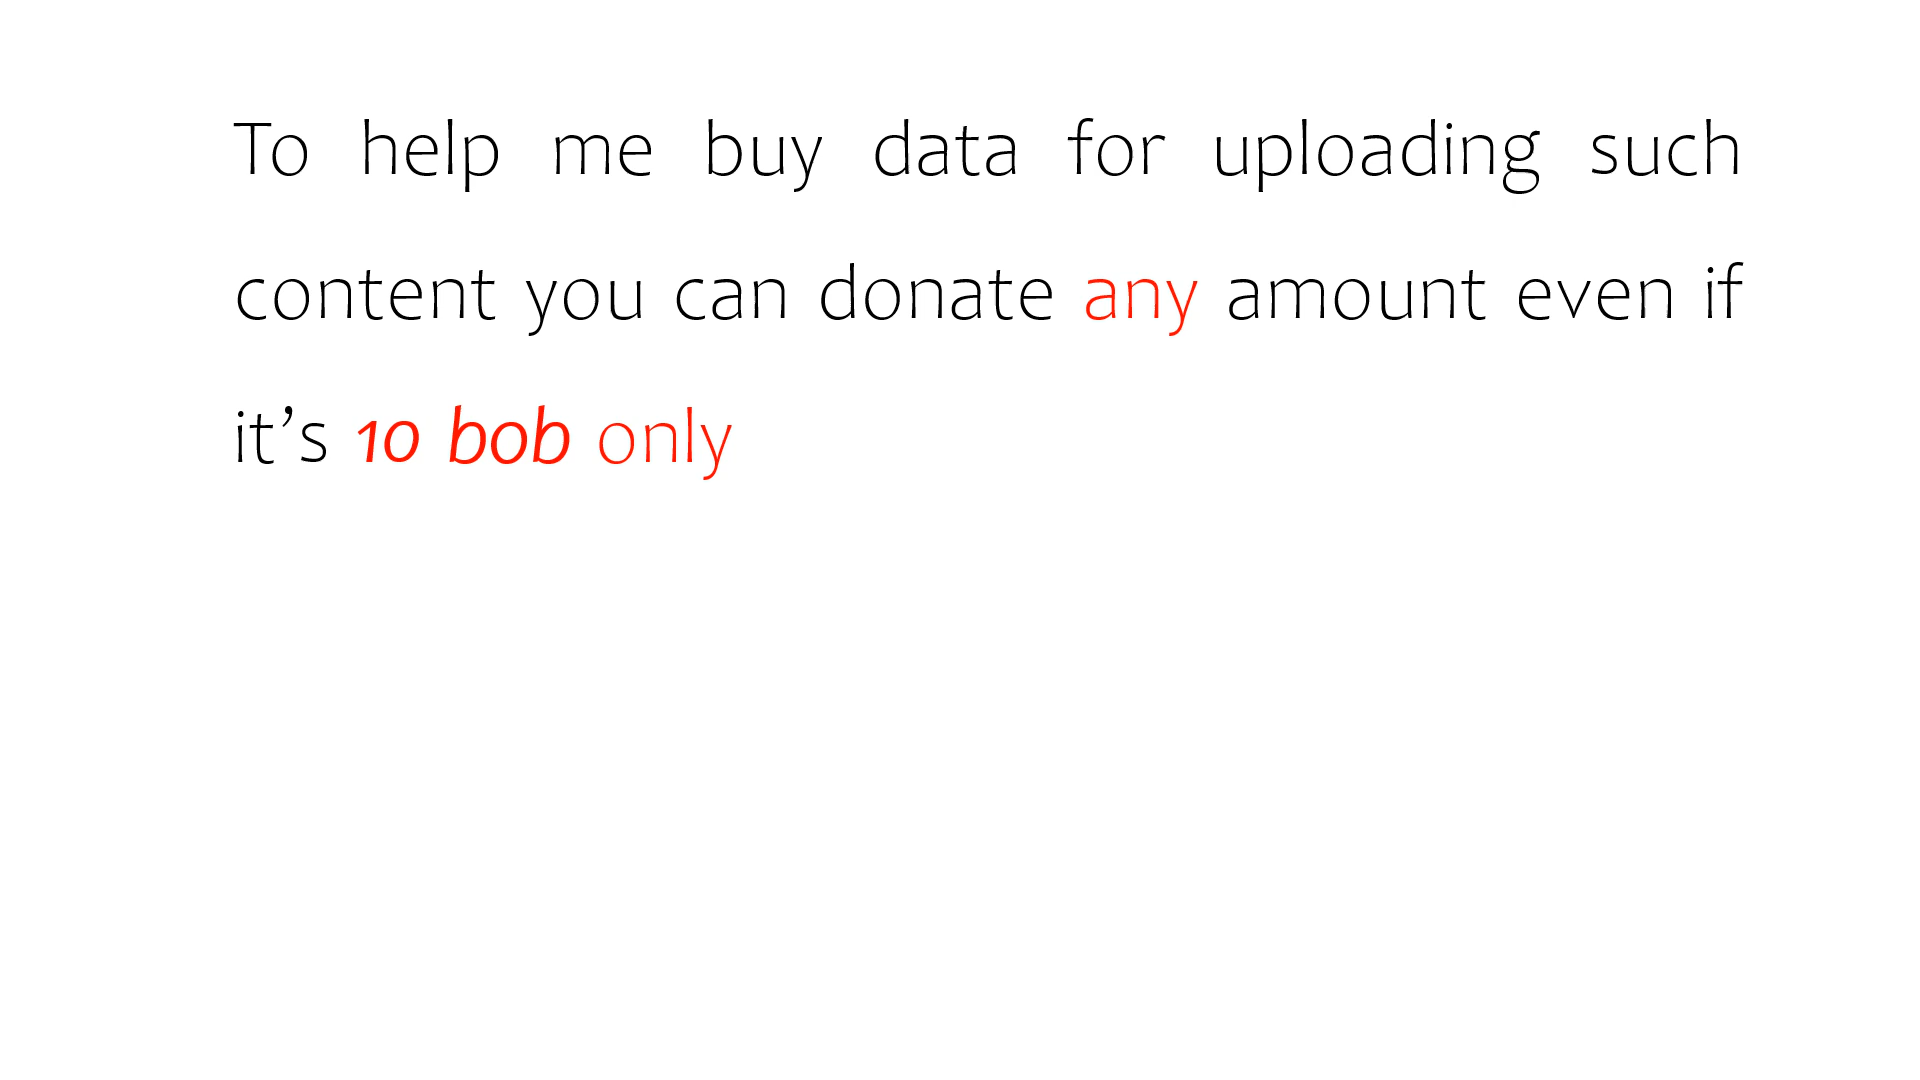 To help me buy data for uploading such
content you can donate any amount even if
it’s 10 bob only